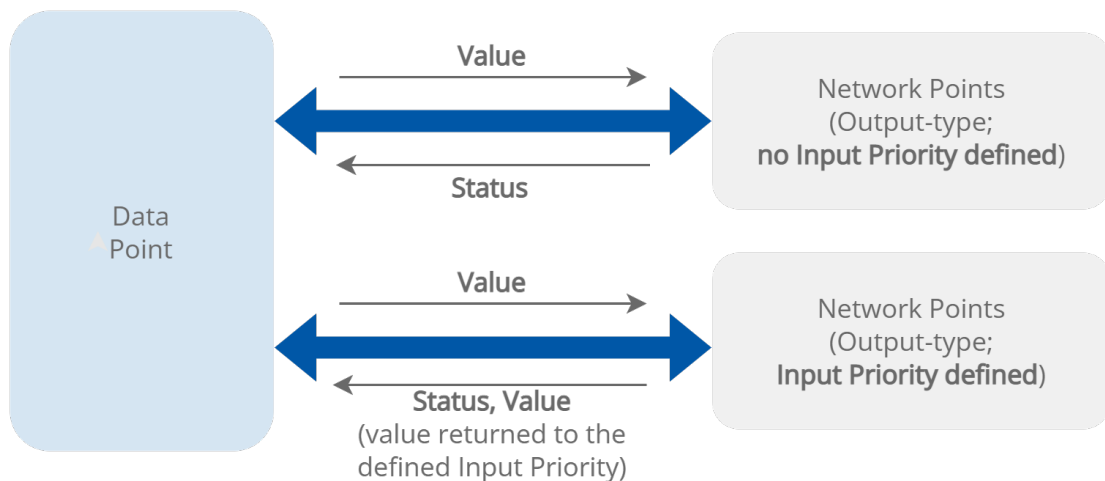 Data
Point
Value
Status
Network Points
(Output-type;
no Input Priority defined)
Value
Status, Value
(value returned to the
defined Input Priority)
Network Points
(Output-type;
Input Priority defined)